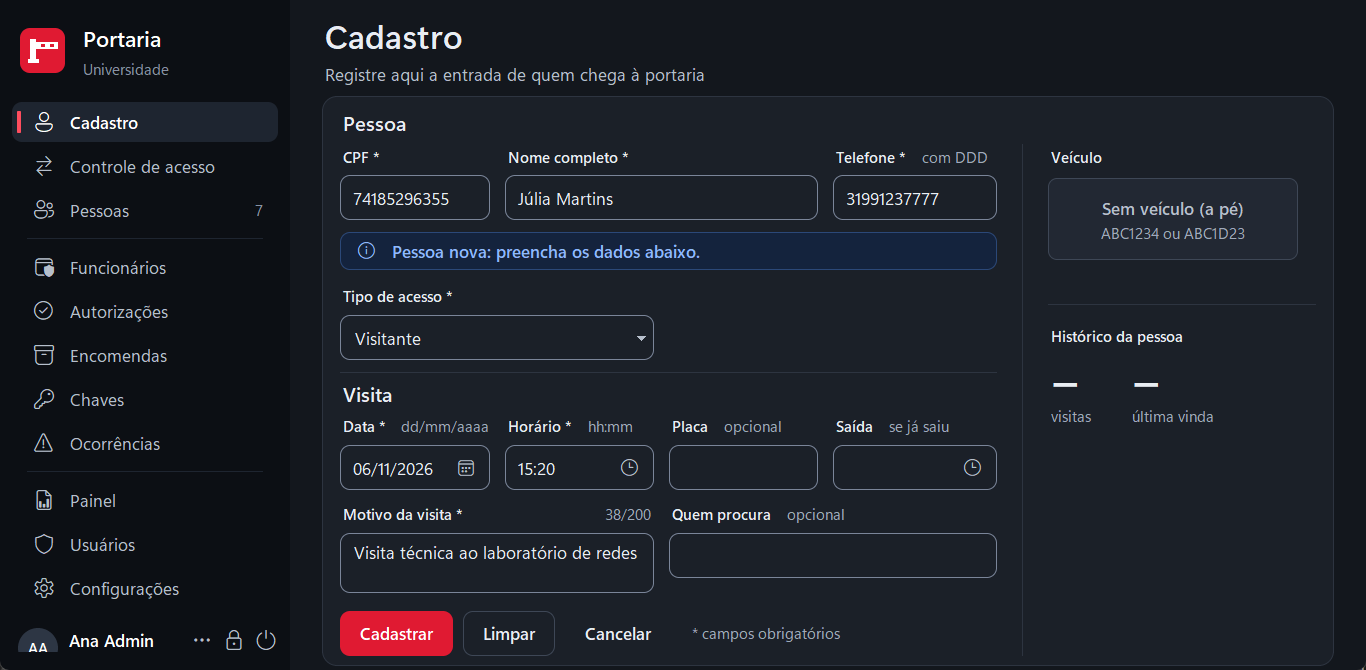 Portaria
Universidade
Cadastro
Controle de acesso
Pessoas 7
Funcionários
Autorizações
Encomendas
Chaves
Ocorrências
Painel
Usuários
Configurações
AA Ana Admin
Cadastro
Registre aqui a entrada de quem chega à portaria
Pessoa
CPF * Nome completo * Telefone * com DDD
74185296355 Júlia Martins 31991237777
Pessoa nova: preencha os dados abaixo.
Tipo de acesso *
Visitante
Visita
Data * dd/mm/aaaa Horário * hh:mm Placa opcional Saída se já saiu
06/11/2026 15:20
Motivo da visita * 38/200 Quem procura opcional
Visita técnica ao laboratório de redes
Cadastrar Limpar Cancelar * campos obrigatórios
Veículo
Sem veículo (a pé)
ABC1234 ou ABC1D23
Histórico da pessoa
— —
visitas última vinda